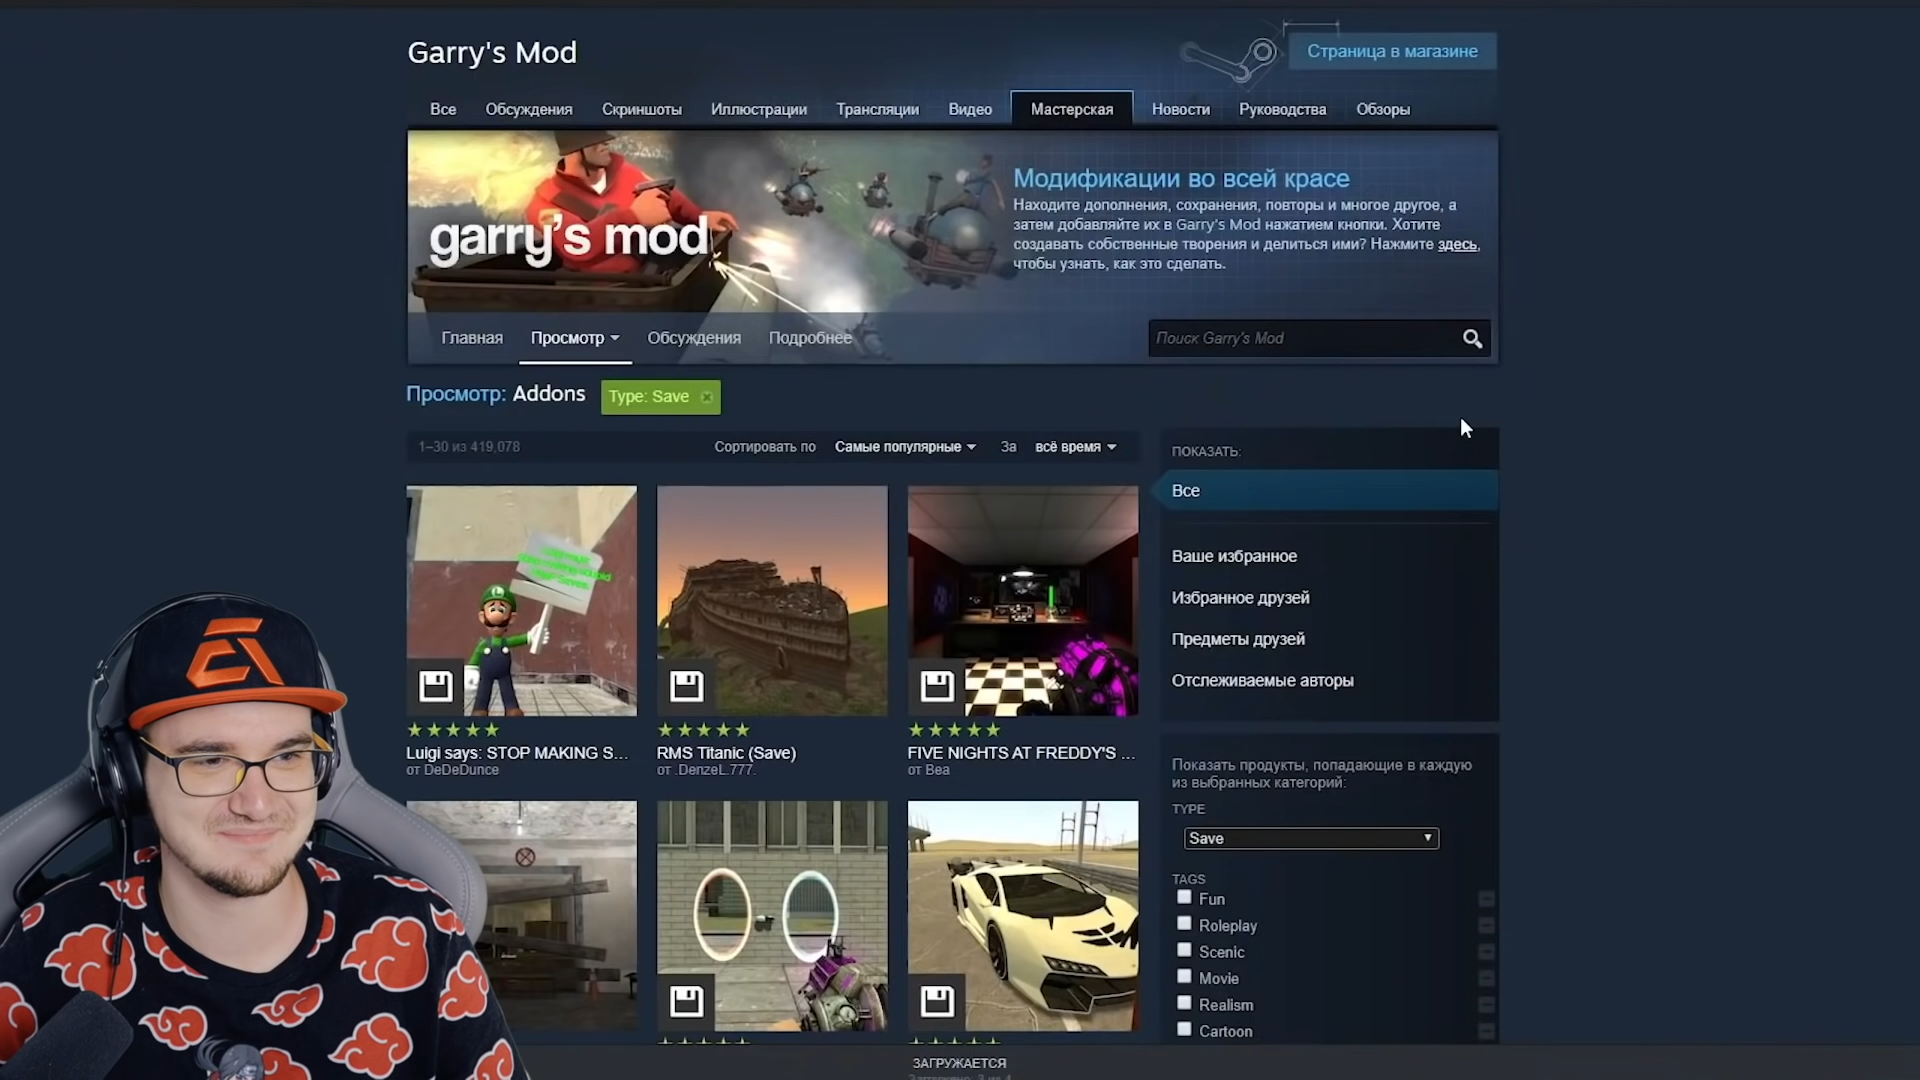 Garry's Mod
Страница в магазине
Все Обсуждения Скриншоты Иллюстрации Трансляции Видео Мастерская Новости Руководства Обзоры
garry's mod
Модификации во всей красе
Находите дополнения, сохранения, повторы и многое другое, а
затем добавляйте их в Garry's Mod нажатием кнопки. Хотите
создавать собственные творения и делиться ими? Нажмите здесь,
чтобы узнать, как это сделать.
Главная Просмотр Обсуждения Подробнее
Поиск Garry's Mod
Просмотр: Addons Type: Save
1–30 из 419,078
Сортировать по Самые популярные За всё время
Luigi says: STOP MAKING S...
от DeDeDunce
RMS Titanic (Save)
от .DenzeL.777.
FIVE NIGHTS AT FREDDY'S ...
от Bea
ПОКАЗАТЬ:
Все
Ваше избранное
Избранное друзей
Предметы друзей
Отслеживаемые авторы
Показать продукты, попадающие в каждую
из выбранных категорий:
TYPE
Save
TAGS
Fun
Roleplay
Scenic
Movie
Realism
Cartoon
ЗАГРУЖАЕТСЯ